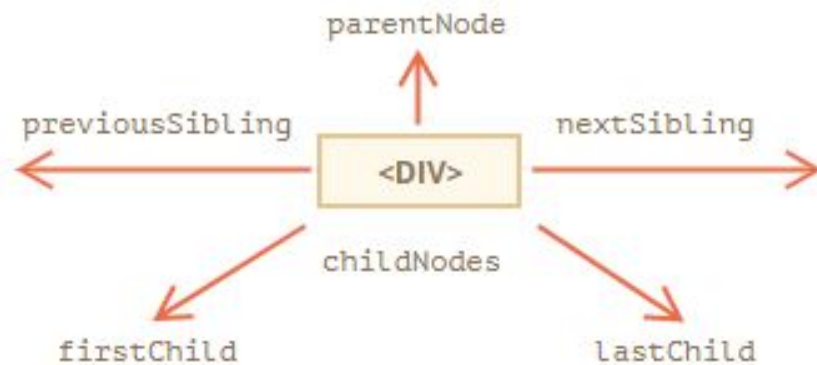 parentNode
previousSibling
nextSibling
<DIV>
childNodes
firstChild
lastChild